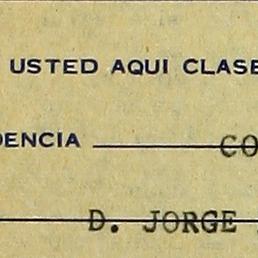 USTED AQUI CLASE
DENCIA CO
D. JORGE